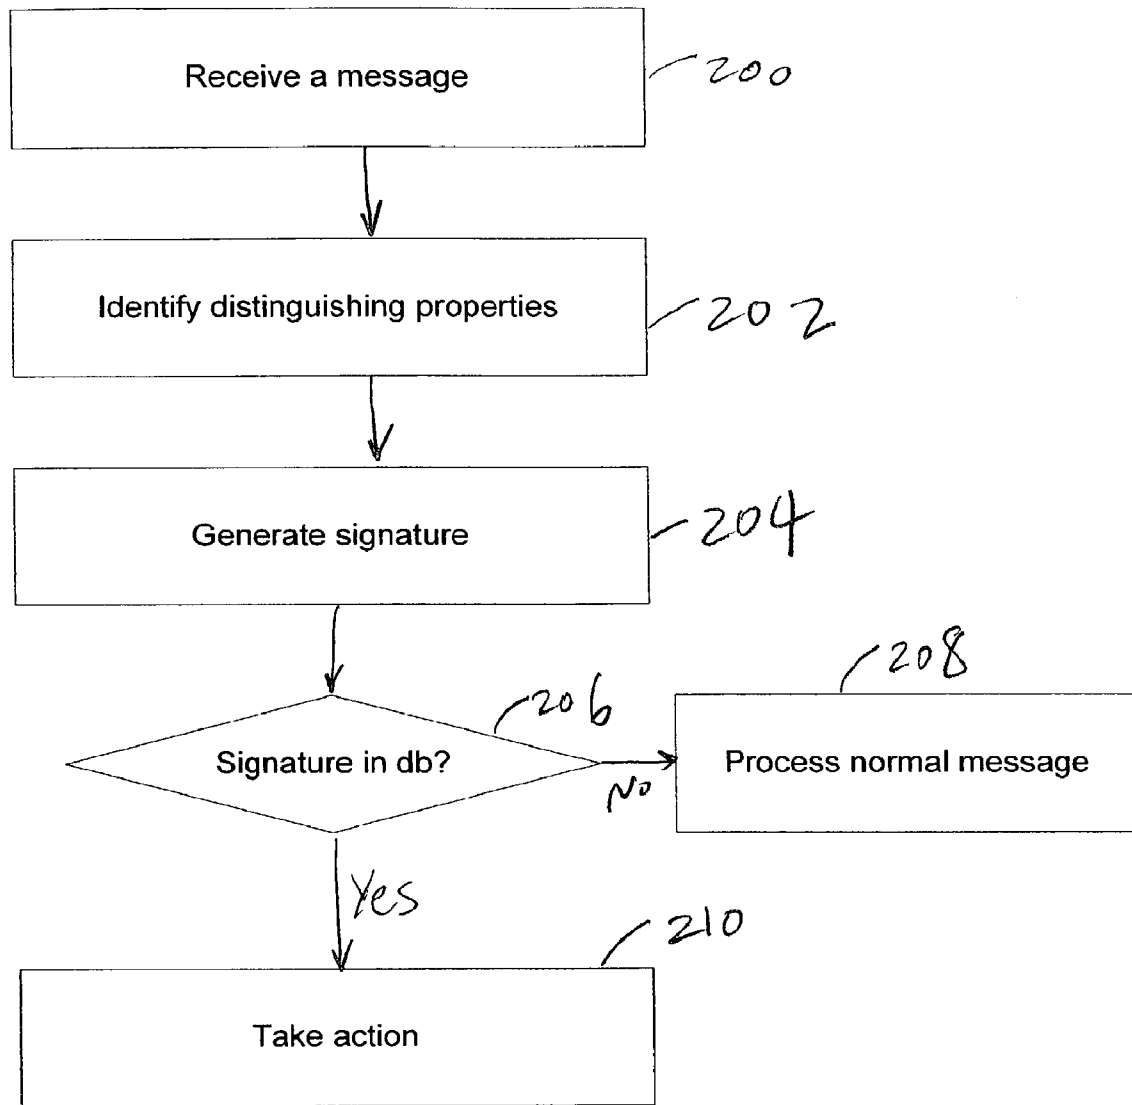 Receive a message
200
Identify distinguishing properties
202
Generate signature
204
206
208
Signature in db?
No
Process normal message
Yes
210
Take action